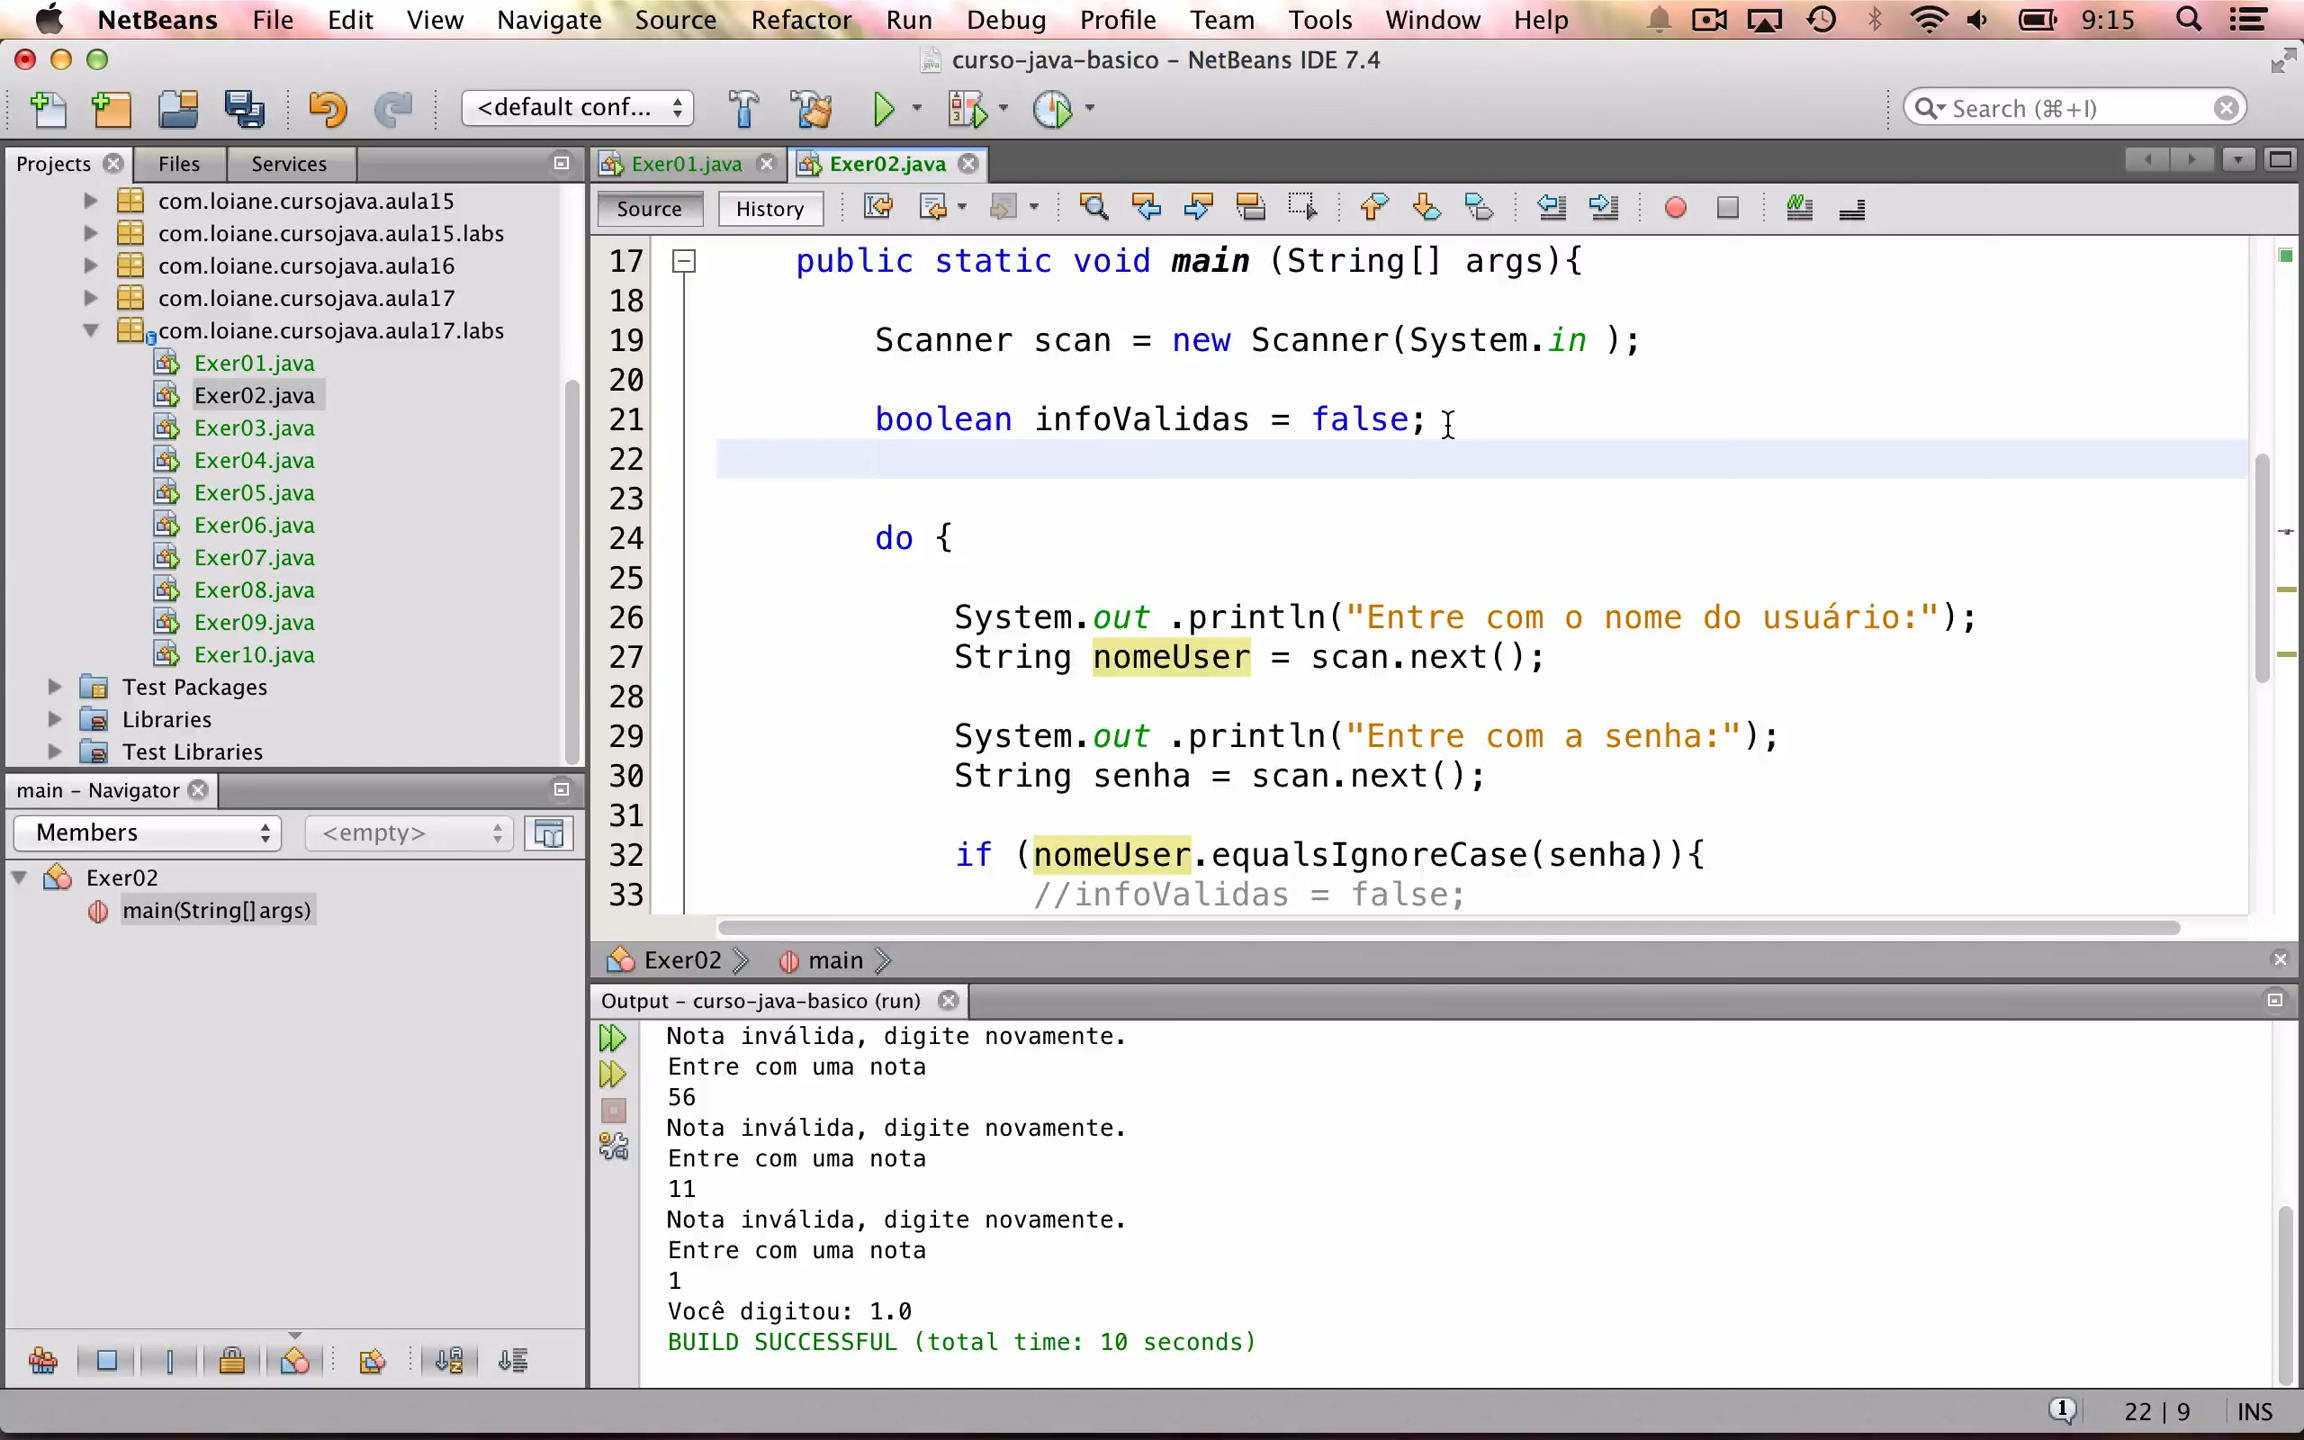 NetBeans File Edit View Navigate Source Refactor Run Debug Profile Team Tools Window Help 9:15
curso-java-basico – NetBeans IDE 7.4
<default conf... Search (⌘+I)
Projects Files Services
com.loiane.cursojava.aula15
com.loiane.cursojava.aula15.labs
com.loiane.cursojava.aula16
com.loiane.cursojava.aula17
com.loiane.cursojava.aula17.labs
Exer01.java
Exer02.java
Exer03.java
Exer04.java
Exer05.java
Exer06.java
Exer07.java
Exer08.java
Exer09.java
Exer10.java
Test Packages
Libraries
Test Libraries
main – Navigator
Members <empty>
Exer02
main(String[] args)
Exer01.java Exer02.java
Source History
17 public static void main (String[] args){
18
19 Scanner scan = new Scanner(System.in );
20
21 boolean infoValidas = false;
22
23
24 do {
25
26 System.out .println("Entre com o nome do usuário:");
27 String nomeUser = scan.next();
28
29 System.out .println("Entre com a senha:");
30 String senha = scan.next();
31
32 if (nomeUser.equalsIgnoreCase(senha)){
33 //infoValidas = false;
Exer02 main
Output – curso-java-basico (run)
Nota inválida, digite novamente.
Entre com uma nota
56
Nota inválida, digite novamente.
Entre com uma nota
11
Nota inválida, digite novamente.
Entre com uma nota
1
Você digitou: 1.0
BUILD SUCCESSFUL (total time: 10 seconds)
1 22 | 9 INS